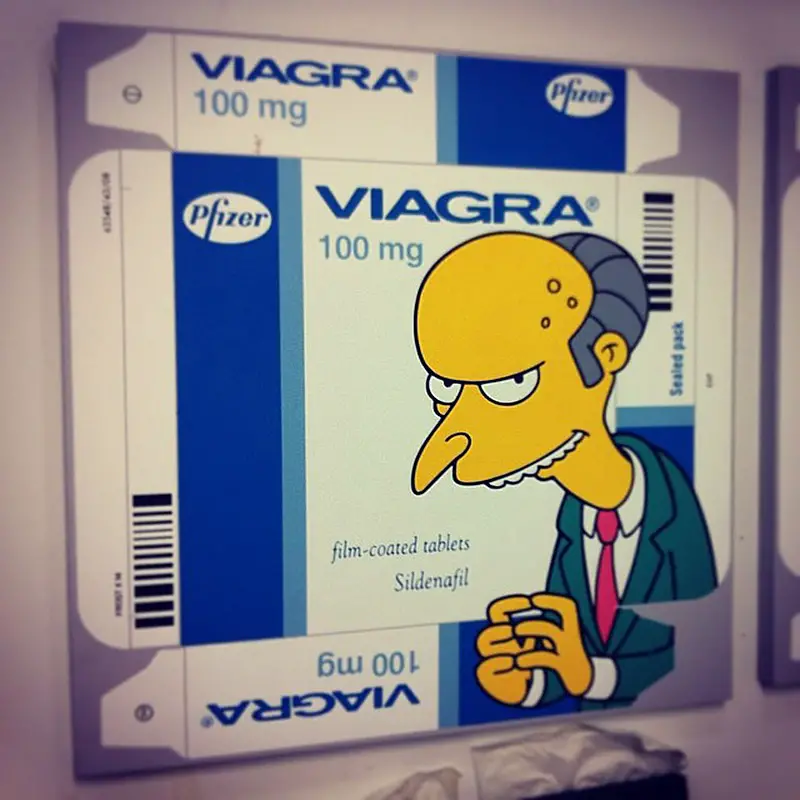 VIAGRA®
100 mg
Pfizer
Pfizer
VIAGRA®
100 mg
Sealed pack
film-coated tablets
Sildenafil
100 mg
VIAGRA®